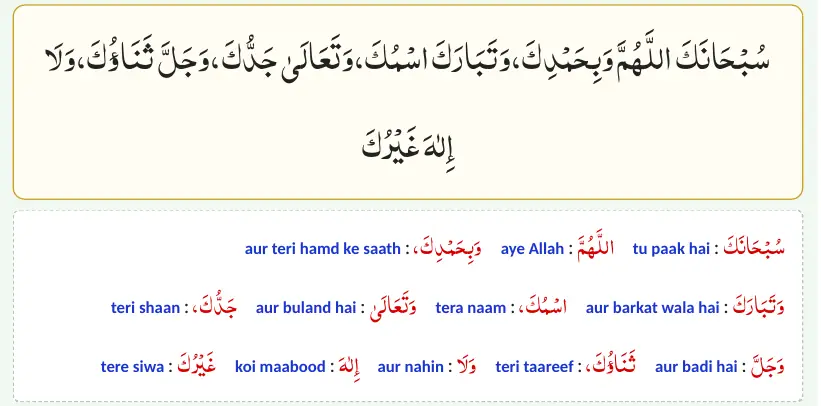 سُبْحَانَكَ اللَّهُمَّ وَبِحَمْدِكَ، وَتَبَارَكَ اسْمُكَ، وَتَعَالَىٰ جَدُّكَ، وَجَلَّ ثَنَاؤُكَ، وَلَا
إِلٰهَ غَيْرُكَ
سُبْحَانَكَ : tu paak hai اللَّهُمَّ : aye Allah وَبِحَمْدِكَ، : aur teri hamd ke saath
وَتَبَارَكَ : aur barkat wala hai اسْمُكَ، : tera naam وَتَعَالَىٰ : aur buland hai جَدُّكَ، : teri shaan
وَجَلَّ : aur badi hai ثَنَاؤُكَ، : teri taareef وَلَا : aur nahin إِلٰهَ : koi maabood غَيْرُكَ : tere siwa